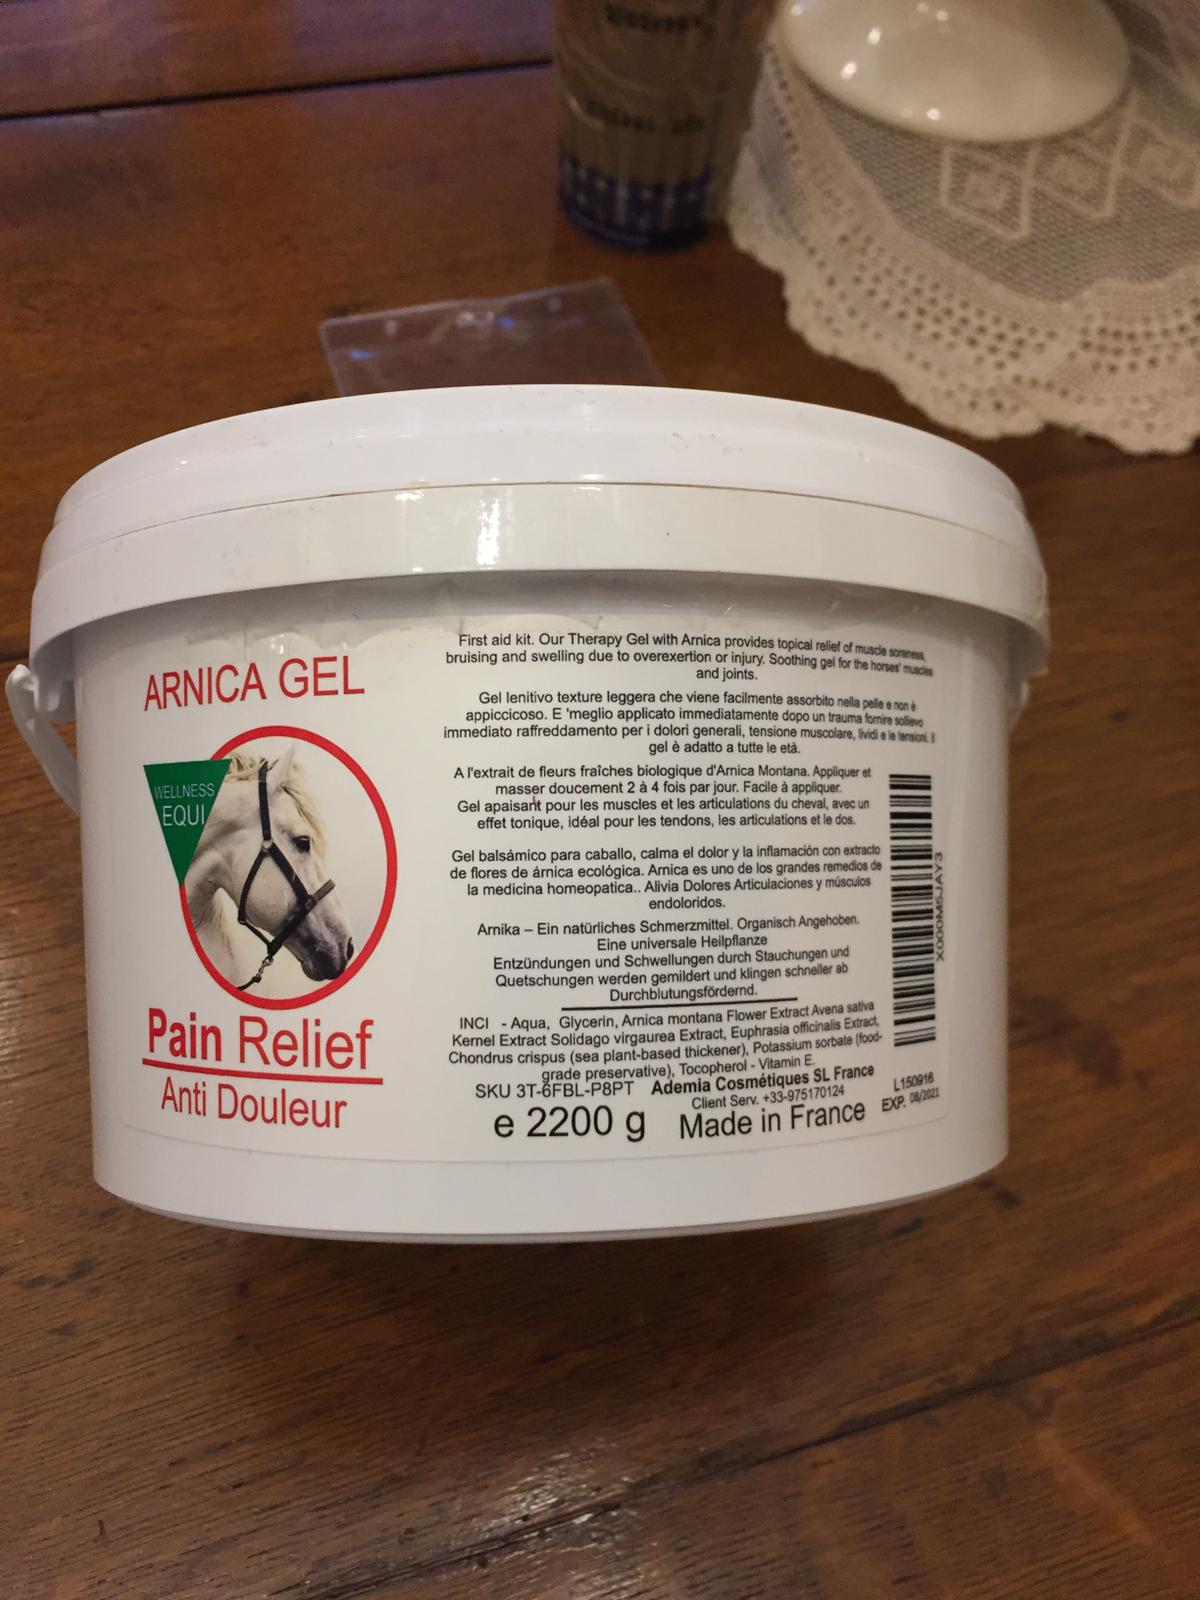 ARNICA GEL
WELLNESS
EQUI
Pain Relief
Anti Douleur
First aid kit. Our Therapy Gel with Arnica provides topical relief of muscle soreness,
bruising and swelling due to overexertion or injury. Soothing gel for the horses' muscles
and joints.
Gel lenitivo texture leggera che viene facilmente assorbito nella pelle e non è
appiccicoso. E 'meglio applicato immediatamente dopo un trauma fornire sollievo
immediato raffreddamento per i dolori generali, tensione muscolare, lividi e le tensioni. Il
gel è adatto a tutte le età.
A l'extrait de fleurs fraîches biologique d'Arnica Montana. Appliquer et
masser doucement 2 à 4 fois par jour. Facile à appliquer.
Gel apaisant pour les muscles et les articulations du cheval, avec un
effet tonique, idéal pour les tendons, les articulations et le dos.
Gel balsámico para caballo, calma el dolor y la inflamación con extracto
de flores de árnica ecológica. Arnica es uno de los grandes remedios de
la medicina homeopatica.. Alivia Dolores Articulaciones y músculos
endoloridos.
Arnika – Ein natürliches Schmerzmittel. Organisch Angehoben.
Eine universale Heilpflanze
Entzündungen und Schwellungen durch Stauchungen und
Quetschungen werden gemildert und klingen schneller ab
Durchblutungsfördernd.
INCI - Aqua, Glycerin, Arnica montana Flower Extract Avena sativa
Kernel Extract Solidago virgaurea Extract, Euphrasia officinalis Extract,
Chondrus crispus (sea plant-based thickener), Potassium sorbate (food-
grade preservative), Tocopherol - Vitamin E.
SKU 3T-6FBL-P8PT Ademia Cosmétiques SL France
Client Serv. +33-975170124
e 2200 g Made in France
L150916
EXP. 08/2021
X000M5JAY3